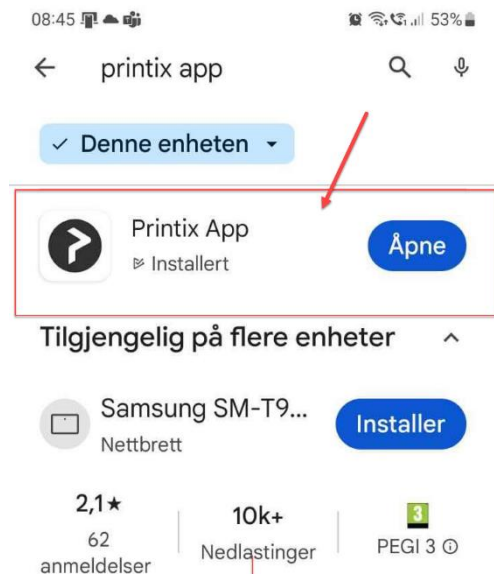 08:45 53%
printix app
Denne enheten
Printix App
Installert
Åpne
Tilgjengelig på flere enheter
Samsung SM-T9...
Nettbrett
Installer
2,1★
62
anmeldelser
10k+
Nedlastinger
3
PEGI 3